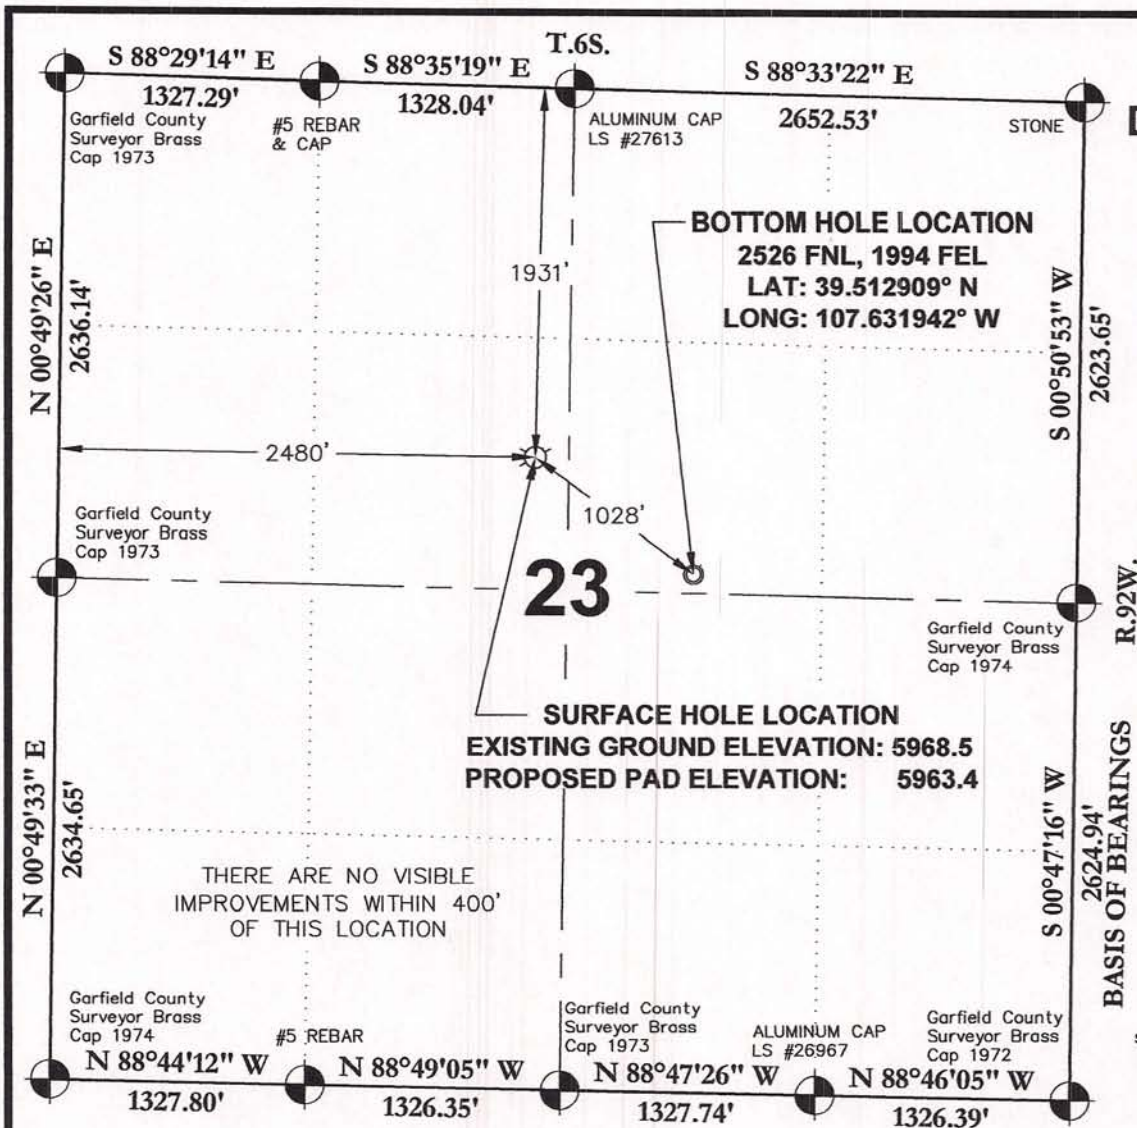 T.6S.
S 88°29'14" E
S 88°35'19" E
S 88°33'22" E
1327.29'
1328.04'
2652.53'
Garfield County
Surveyor Brass
Cap 1973
#5 REBAR
& CAP
ALUMINUM CAP
LS #27613
STONE
BOTTOM HOLE LOCATION
2526 FNL, 1994 FEL
LAT: 39.512909° N
LONG: 107.631942° W
1931'
N 00°49'26" E
2636.14'
S 00°50'53" W
2623.65'
2480'
1028'
Garfield County
Surveyor Brass
Cap 1973
23
R.92W.
Garfield County
Surveyor Brass
Cap 1974
SURFACE HOLE LOCATION
EXISTING GROUND ELEVATION: 5968.5
PROPOSED PAD ELEVATION: 5963.4
N 00°49'33" E
2634.65'
S 00°47'16" W
2624.94'
BASIS OF BEARINGS
THERE ARE NO VISIBLE
IMPROVEMENTS WITHIN 400'
OF THIS LOCATION
Garfield County
Surveyor Brass
Cap 1974
#5 REBAR
Garfield County
Surveyor Brass
Cap 1973
ALUMINUM CAP
LS #26967
Garfield County
Surveyor Brass
Cap 1972
N 88°44'12" W
N 88°49'05" W
N 88°47'26" W
N 88°46'05" W
1327.80'
1326.35'
1327.74'
1326.39'